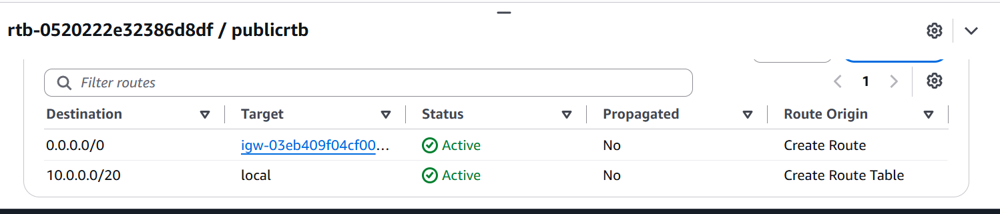 rtb-0520222e32386d8df / publicrtb
Filter routes
1
Destination Target Status Propagated Route Origin
0.0.0.0/0 igw-03eb409f04cf00... Active No Create Route
10.0.0.0/20 local Active No Create Route Table